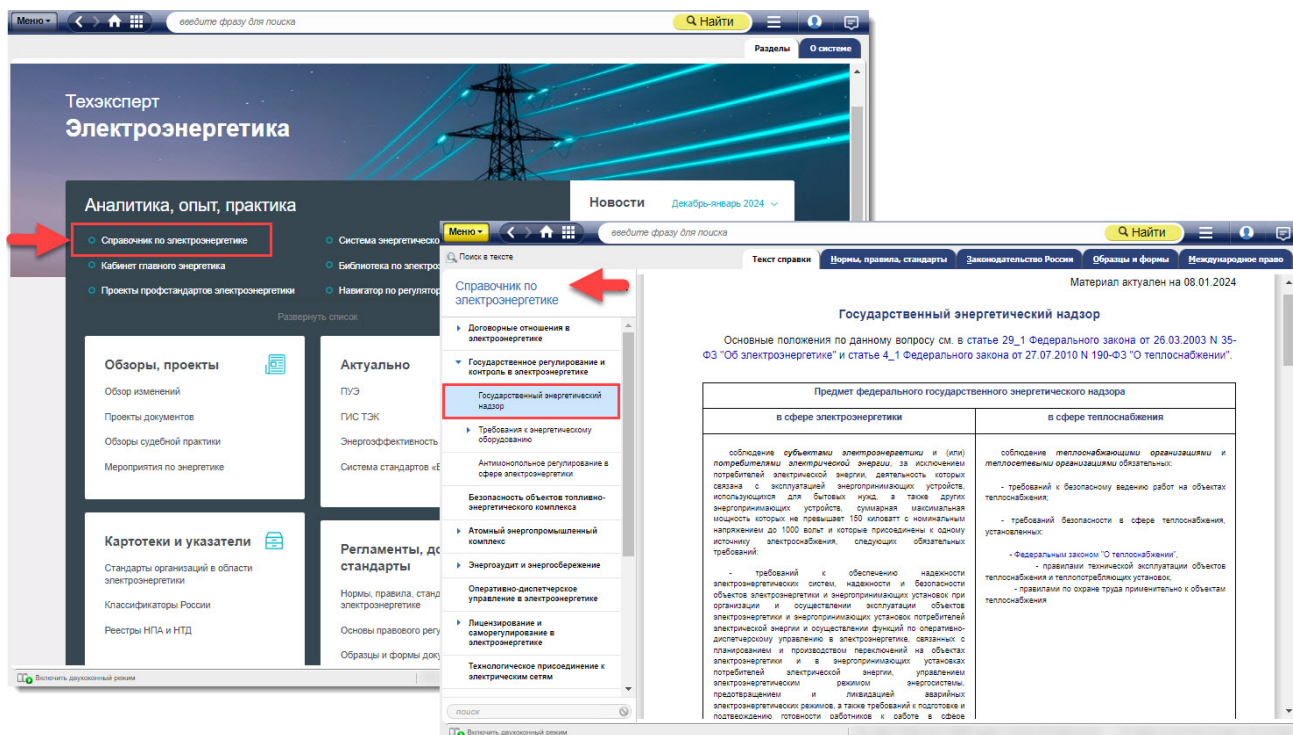 Меню
введите фразу для поиска
Найти
Разделы
О системе
Техэксперт
Электроэнергетика
Аналитика, опыт, практика
Новости
Декабрь-январь 2024
Справочник по электроэнергетике
Система энергетическо
Кабинет главного энергетика
Библиотека по электроэ
Проекты профстандартов электроэнергетики
Навигатор по регулятор
Развернуть список
Обзоры, проекты
Обзор изменений
Проекты документов
Обзоры судебной практики
Мероприятия по энергетике
Актуально
ПУЭ
ГИС ТЭК
Энергоэффективность
Система стандартов «Е
Картотеки и указатели
Стандарты организаций в области
электроэнергетики
Классификаторы России
Реестры НПА и НТД
Регламенты, до
стандарты
Нормы, правила, станд
электроэнергетике
Основы правового регу
Образцы и формы доку
Включить двухоконный режим
Меню
введите фразу для поиска
Найти
Поиск в тексте
Текст справки
Нормы, правила, стандарты
Законодательство России
Образцы и формы
Международное право
Справочник по
электроэнергетике
Договорные отношения в
электроэнергетике
Государственное регулирование и
контроль в электроэнергетике
Государственный энергетический
надзор
Требования к энергетическому
оборудованию
Антимонопольное регулирование в
сфере электроэнергетики
Безопасность объектов топливно-
энергетического комплекса
Атомный энергопромышленный
комплекс
Энергоаудит и энергосбережение
Оперативно-диспетчерское
управление в электроэнергетике
Лицензирование и
саморегулирование в
электроэнергетике
Технологическое присоединение к
электрическим сетям
поиск
Включить двухоконный режим
Материал актуален на 08.01.2024
Государственный энергетический надзор
Основные положения по данному вопросу см. в статье 29_1 Федерального закона от 26.03.2003 N 35-
ФЗ "Об электроэнергетике" и статье 4_1 Федерального закона от 27.07.2010 N 190-ФЗ "О теплоснабжении".
Предмет федерального государственного энергетического надзора
в сфере электроэнергетики
в сфере теплоснабжения
соблюдение субъектами электроэнергетики и (или)
потребителями электрической энергии, за исключением
потребителей электрической энергии, деятельность которых
связана с эксплуатацией энергопринимающих устройств,
использующихся для бытовых нужд, а также других
энергопринимающих устройств, суммарная максимальная
мощность которых не превышает 150 киловатт с номинальным
напряжением до 1000 вольт и которые присоединены к одному
источнику электроснабжения, следующих обязательных
требований:
- требований к обеспечению надежности
электроэнергетических систем, надежности и безопасности
объектов электроэнергетики и энергопринимающих установок при
организации и осуществлении эксплуатации объектов
электроэнергетики и энергопринимающих установок потребителей
электрической энергии и осуществлении функций по оперативно-
диспетчерскому управлению в электроэнергетике, связанных с
планированием и производством переключений на объектах
электроэнергетики и в энергопринимающих установках
потребителей электрической энергии, управлением
электроэнергетическим режимом энергосистемы,
предотвращением и ликвидацией аварийных
электроэнергетических режимов, а также требований к подготовке и
подтверждению готовности работников к работе в сфере
соблюдение теплоснабжающими организациями и
теплосетевыми организациями обязательных:
- требований к безопасному ведению работ на объектах
теплоснабжения;
- требований безопасности в сфере теплоснабжения,
установленных:
- Федеральным законом "О теплоснабжении",
- правилами технической эксплуатации объектов
теплоснабжения и теплопотребляющих установок,
- правилами по охране труда применительно к объектам
теплоснабжения